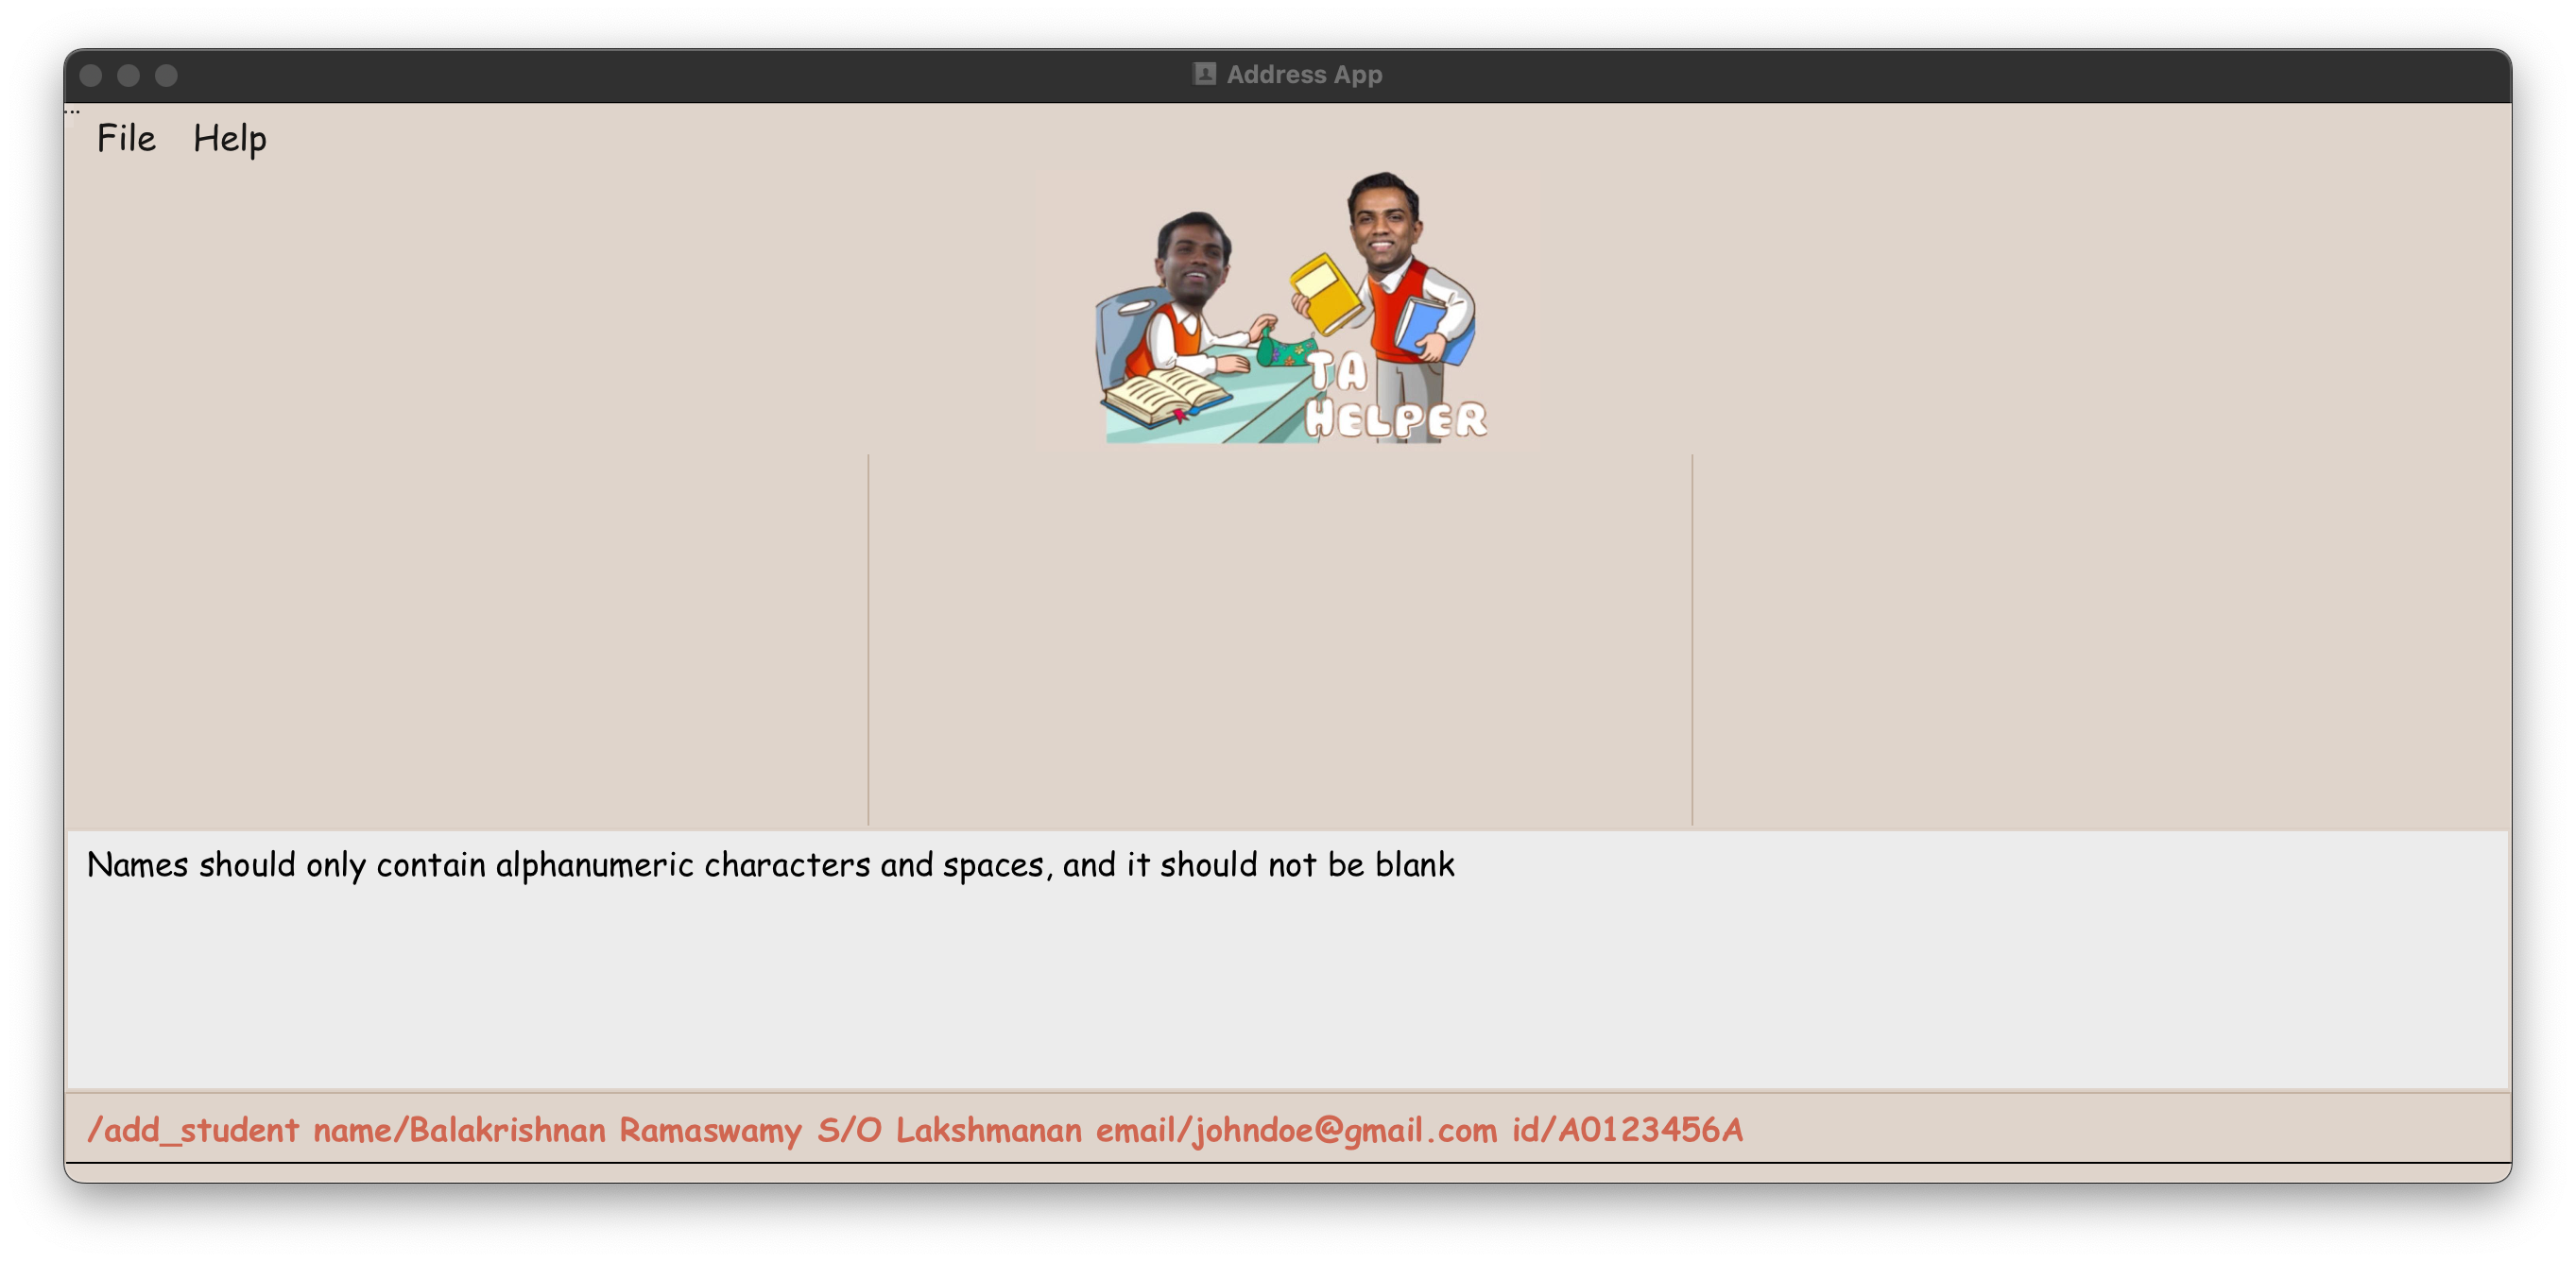 Address App
File Help
TA
HELPER
Names should only contain alphanumeric characters and spaces, and it should not be blank
/add_student name/Balakrishnan Ramaswamy S/O Lakshmanan email/johndoe@gmail.com id/A0123456A